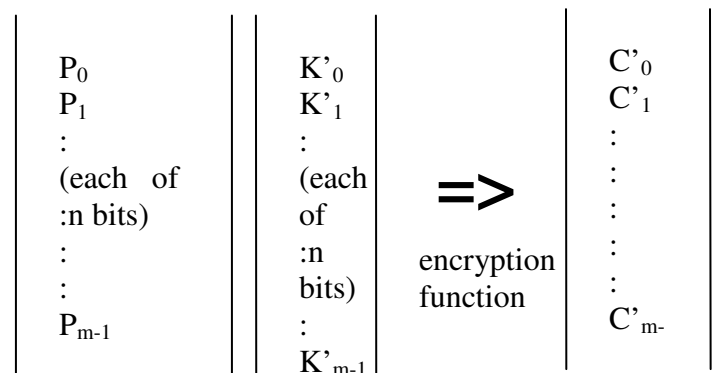 P₀
P₁
:
(each of
:n bits)
:
:
Pₘ₋₁
K’₀
K’₁
:
(each
of
:n
bits)
:
K’ₘ₋₁
=>
encryption
function
C’₀
C’₁
:
:
:
:
:
C’ₘ₋